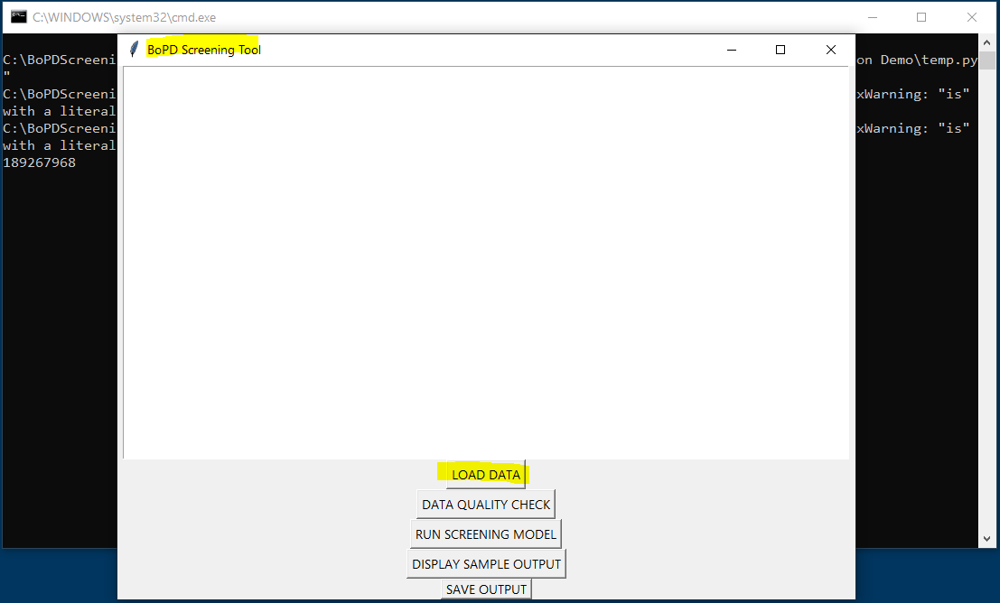 C:\WINDOWS\system32\cmd.exe
BoPD Screening Tool
C:\BoPDScreeni on Demo\temp.py
"
C:\BoPDScreeni xWarning: "is"
with a literal
C:\BoPDScreeni xWarning: "is"
with a literal
189267968
LOAD DATA
DATA QUALITY CHECK
RUN SCREENING MODEL
DISPLAY SAMPLE OUTPUT
SAVE OUTPUT